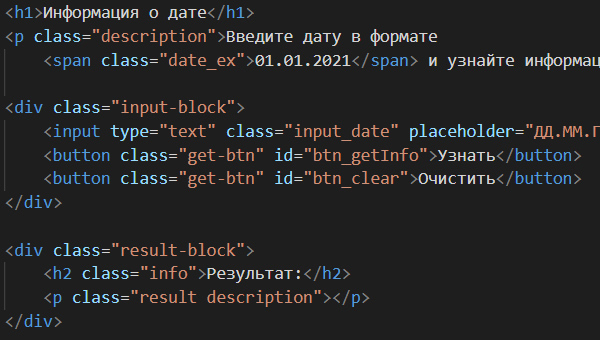 <h1>Информация о дате</h1>
<p class="description">Введите дату в формате
<span class="date_ex">01.01.2021</span> и узнайте
<div class="input-block">
<input type="text" class="input_date" placeholder="ДД.ММ.Г
<button class="get-btn" id="btn_getInfo">Узнать</button>
<button class="get-btn" id="btn_clear">Очистить</button>
</div>
<div class="result-block">
<h2 class="info">Результат:</h2>
<p class="result description"></p>
</div>